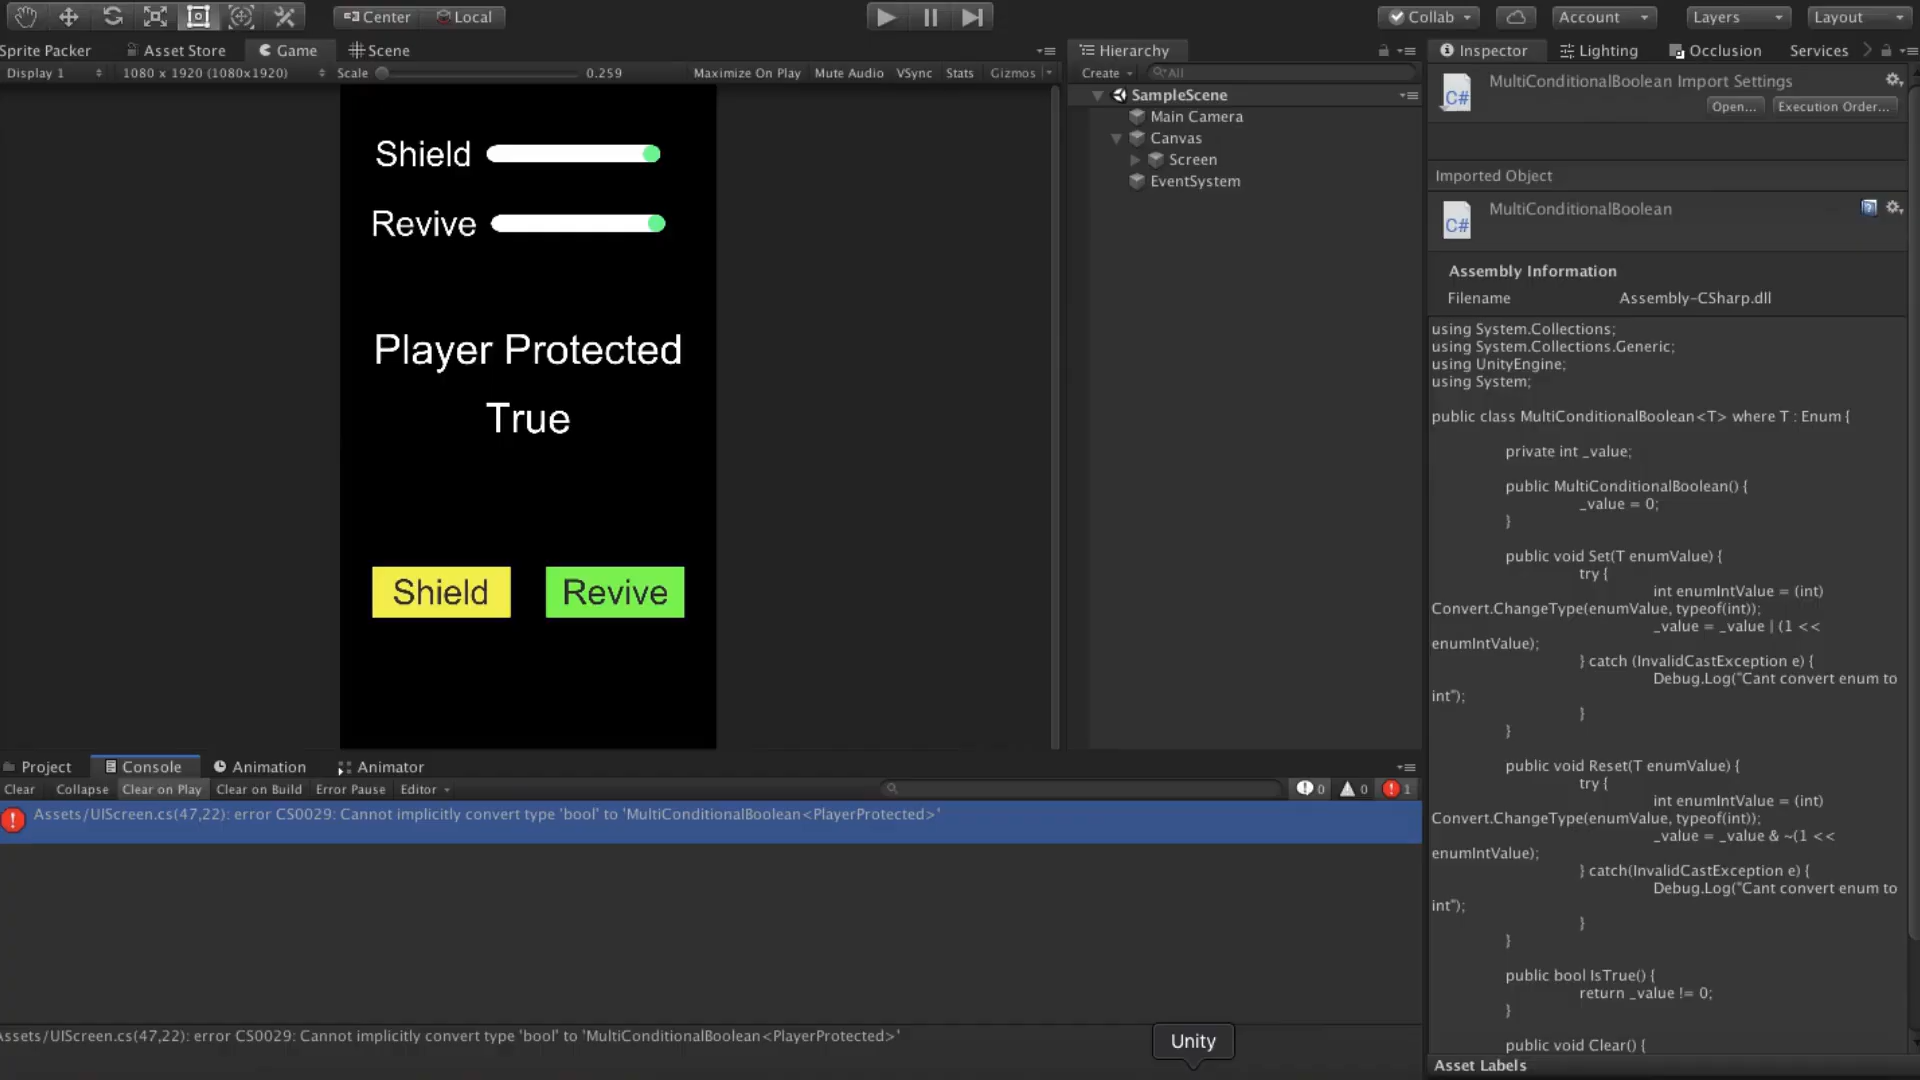 Center Local
Collab Account Layers Layout
Sprite Packer Asset Store Game Scene
Display 1 1080 x 1920 (1080x1920) Scale 0.259 Maximize On Play Mute Audio VSync Stats Gizmos
Shield
Revive
Player Protected
True
Shield Revive
Hierarchy
Create All
SampleScene
Main Camera
Canvas
Screen
EventSystem
Inspector Lighting Occlusion Services
C# MultiConditionalBoolean Import Settings
Open... Execution Order...
Imported Object
C# MultiConditionalBoolean
Assembly Information
Filename Assembly-CSharp.dll
using System.Collections;
using System.Collections.Generic;
using UnityEngine;
using System;
public class MultiConditionalBoolean<T> where T : Enum {
private int _value;
public MultiConditionalBoolean() {
_value = 0;
}
public void Set(T enumValue) {
try {
int enumIntValue = (int)
Convert.ChangeType(enumValue, typeof(int));
_value = _value | (1 <<
enumIntValue);
} catch (InvalidCastException e) {
Debug.Log("Cant convert enum to
int");
}
}
public void Reset(T enumValue) {
try {
int enumIntValue = (int)
Convert.ChangeType(enumValue, typeof(int));
_value = _value & ~(1 <<
enumIntValue);
} catch(InvalidCastException e) {
Debug.Log("Cant convert enum to
int");
}
}
public bool IsTrue() {
return _value != 0;
}
public void Clear() {
Asset Labels
Project Console Animation Animator
Clear Collapse Clear on Play Clear on Build Error Pause Editor 0 0 1
Assets/UIScreen.cs(47,22): error CS0029: Cannot implicitly convert type 'bool' to 'MultiConditionalBoolean<PlayerProtected>'
ssets/UIScreen.cs(47,22): error CS0029: Cannot implicitly convert type 'bool' to 'MultiConditionalBoolean<PlayerProtected>'
Unity